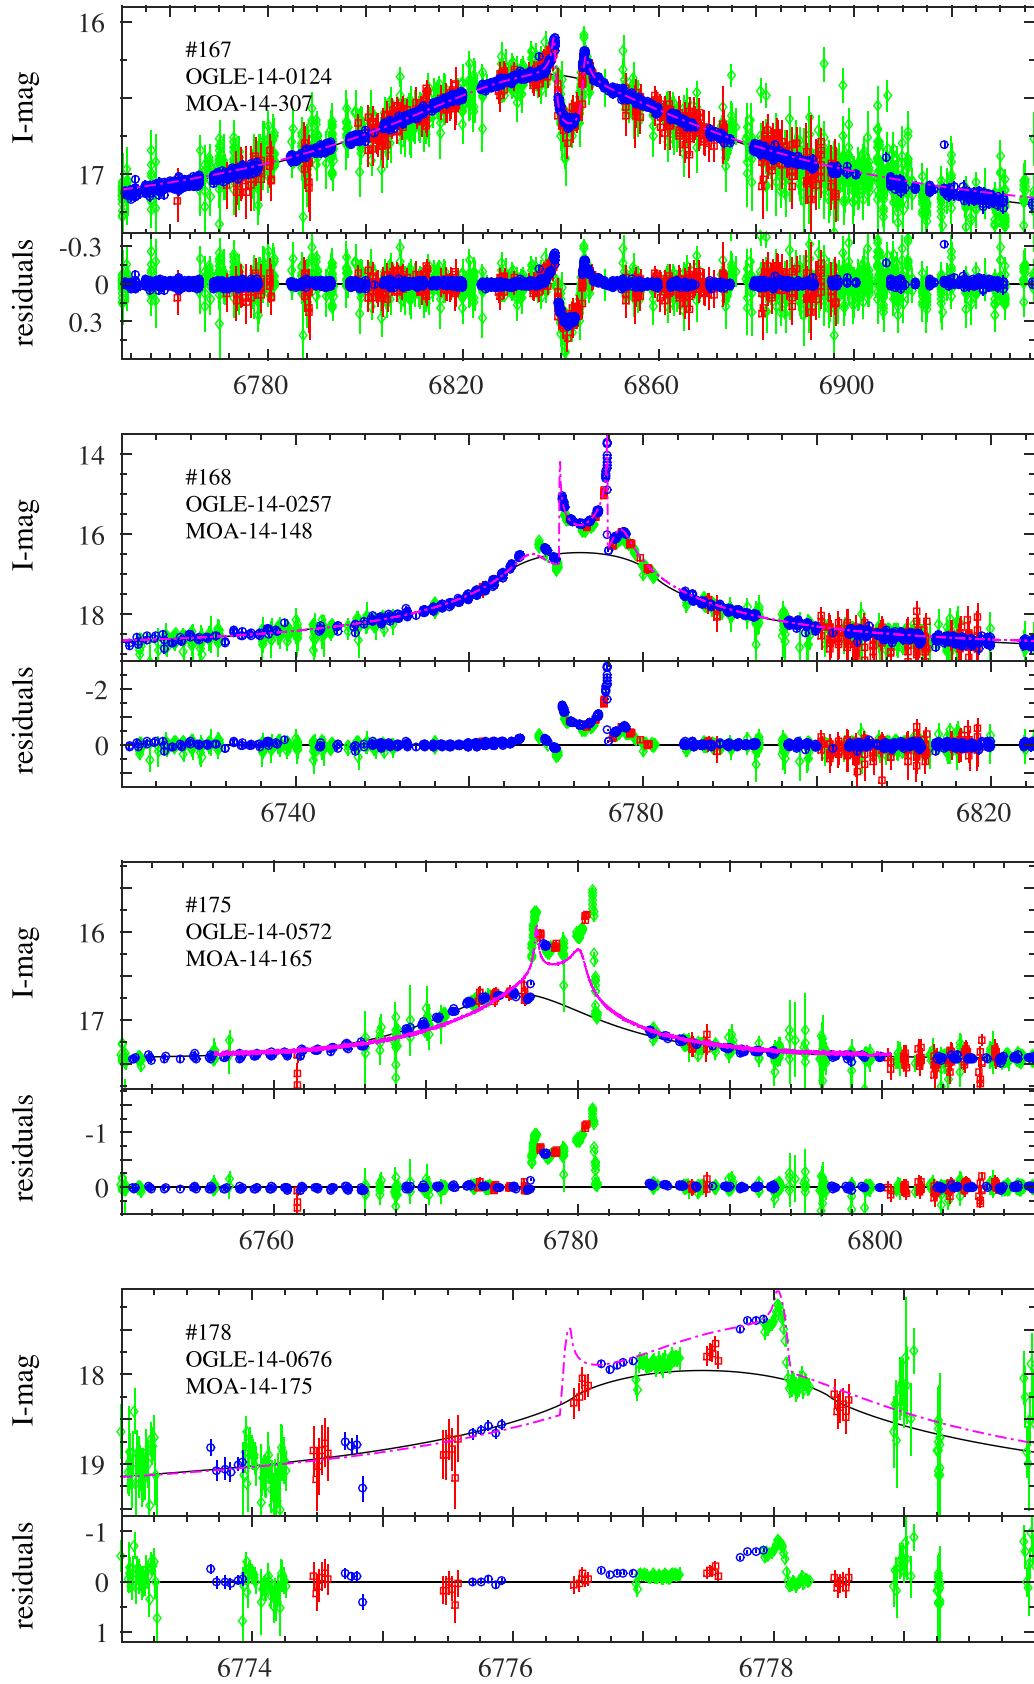 16
#167
OGLE-14-0124
MOA-14-307
I-mag
17
-0.3
residuals
0
0.3
6780 6820 6860 6900
14
#168
OGLE-14-0257
MOA-14-148
I-mag
16
18
-2
residuals
0
6740 6780 6820
#175
OGLE-14-0572
MOA-14-165
16
I-mag
17
-1
residuals
0
6760 6780 6800
#178
OGLE-14-0676
MOA-14-175
I-mag
18
19
-1
residuals
0
1
6774 6776 6778